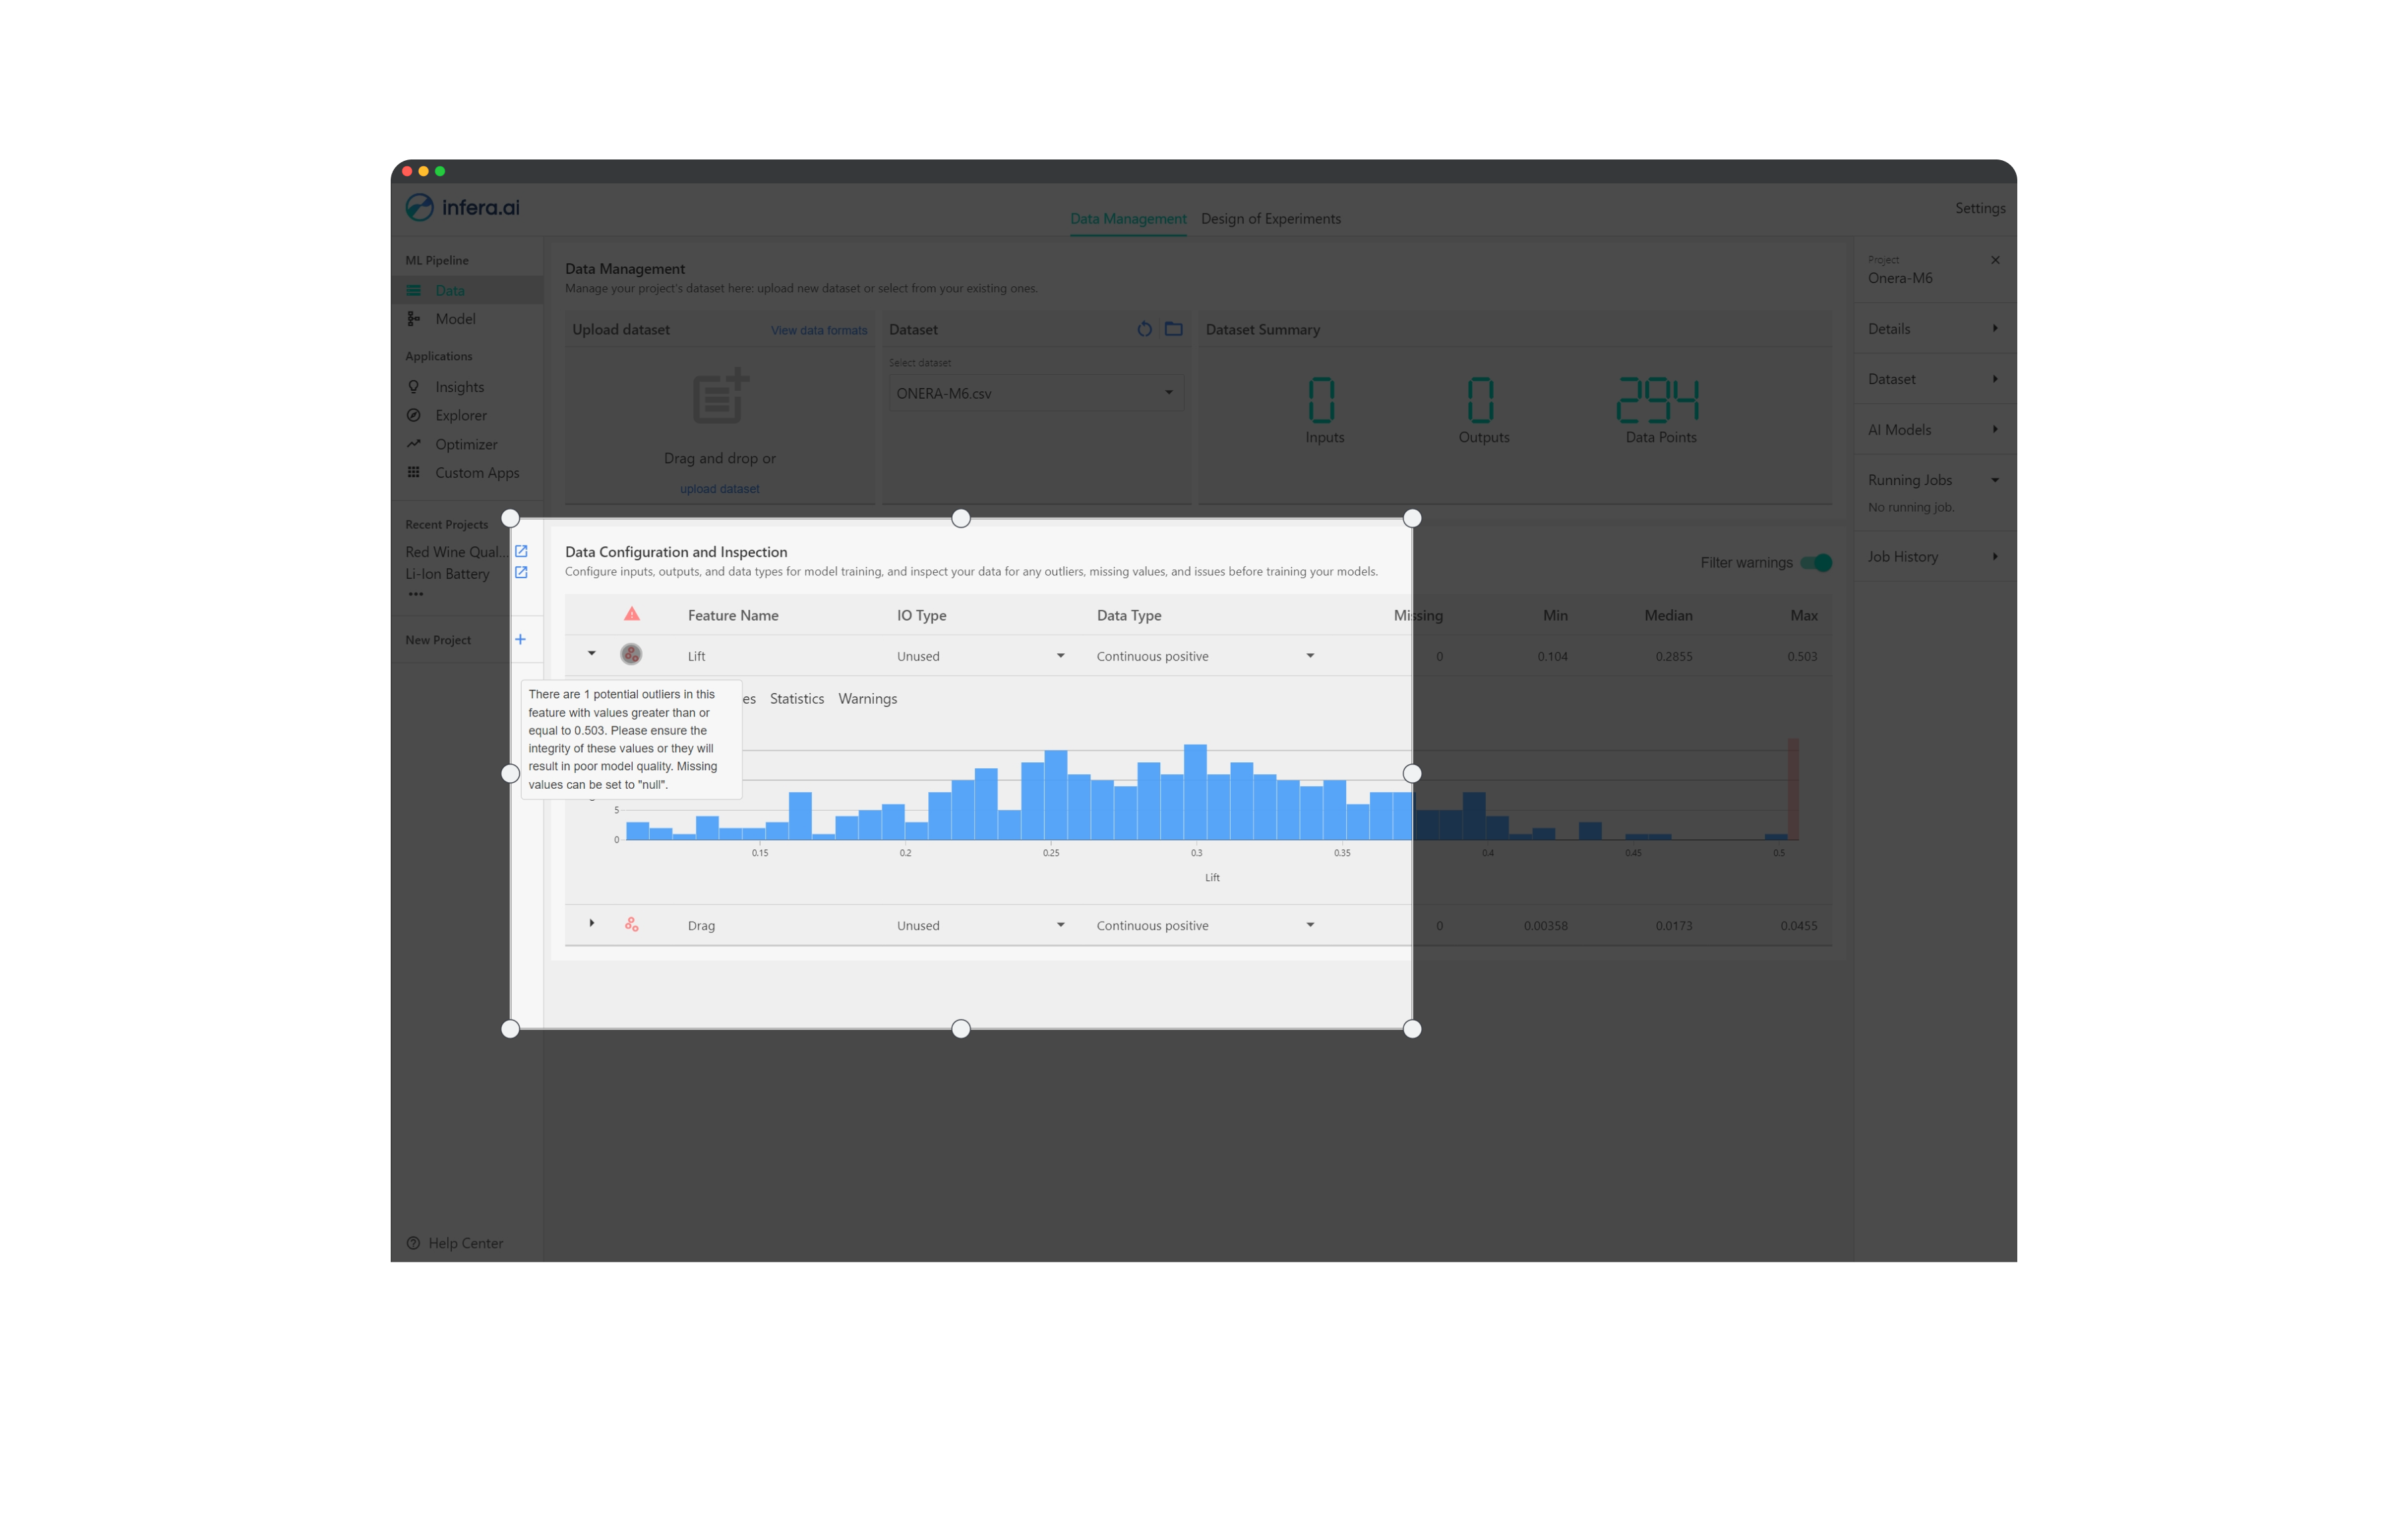 infera.ai
Data Management Design of Experiments
Settings
ML Pipeline
Data
Model
Applications
Insights
Explorer
Optimizer
Custom Apps
Recent Projects
Red Wine Qual...
Li-Ion Battery
•••
New Project +
Help Center
Data Management
Manage your project's dataset here: upload new dataset or select from your existing ones.
Upload dataset View data formats
Drag and drop or
upload dataset
Dataset
Select dataset
ONERA-M6.csv
Dataset Summary
0 0 294
Inputs Outputs Data Points
Data Configuration and Inspection
Configure inputs, outputs, and data types for model training, and inspect your data for any outliers, missing values, and issues before training your models.
Filter warnings
Feature Name IO Type Data Type Missing Min Median Max
Lift Unused Continuous positive 0 0.104 0.2855 0.503
There are 1 potential outliers in this
feature with values greater than or
equal to 0.503. Please ensure the
integrity of these values or they will
result in poor model quality. Missing
values can be set to "null".
es Statistics Warnings
5
0
0.15 0.2 0.25 0.3 0.35 0.4 0.45 0.5
Lift
Drag Unused Continuous positive 0 0.00358 0.0173 0.0455
Project
Onera-M6
Details
Dataset
AI Models
Running Jobs
No running job.
Job History